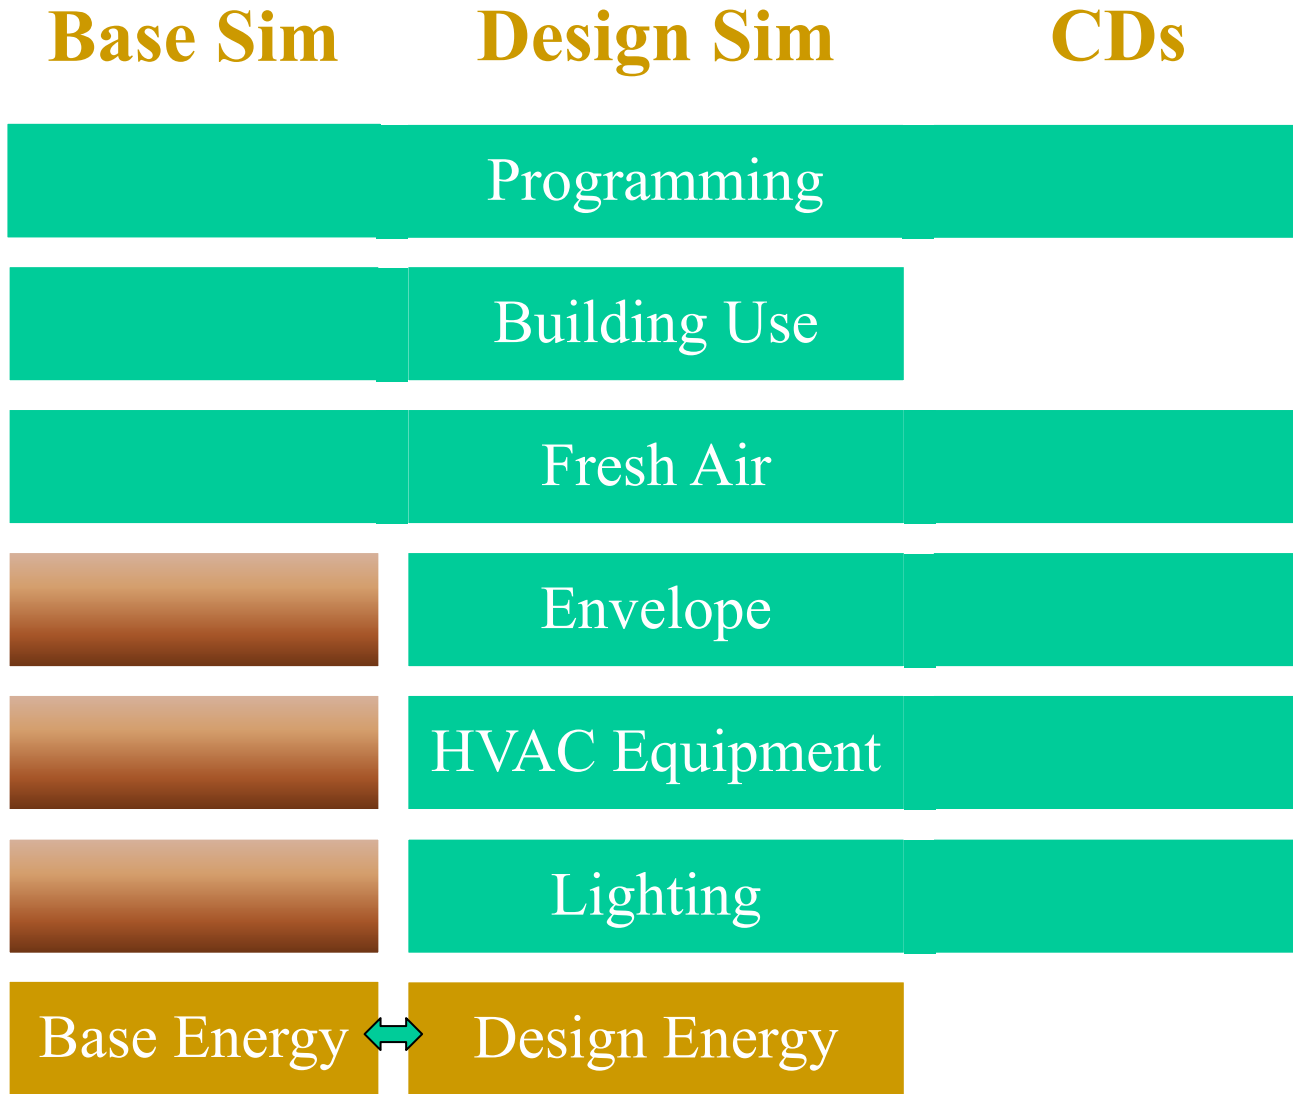 Base Sim Design Sim CDs
Programming
Building Use
Fresh Air
Envelope
HVAC Equipment
Lighting
Base Energy Design Energy